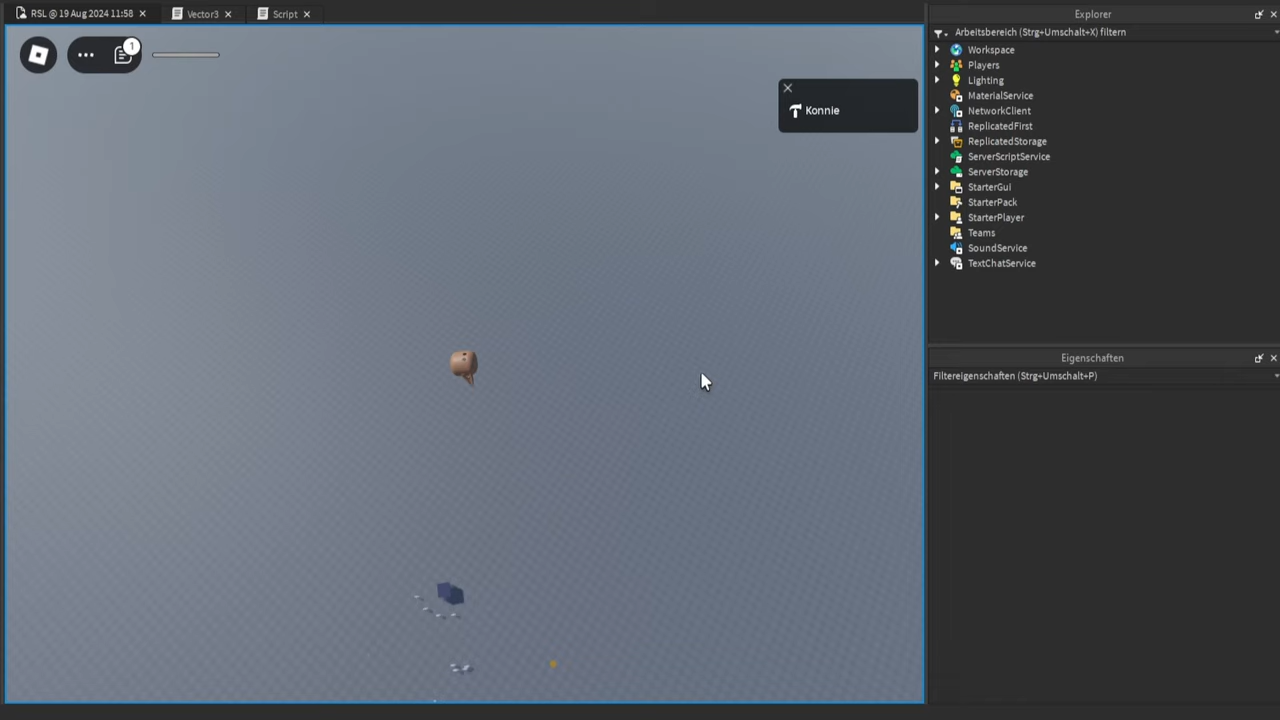 RSL @ 19 Aug 2024 11:58
Vector3
Script
1
Konnie
Explorer
Arbeitsbereich (Strg+Umschalt+X) filtern
Workspace
Players
Lighting
MaterialService
NetworkClient
ReplicatedFirst
ReplicatedStorage
ServerScriptService
ServerStorage
StarterGui
StarterPack
StarterPlayer
Teams
SoundService
TextChatService
Eigenschaften
Filtereigenschaften (Strg+Umschalt+P)